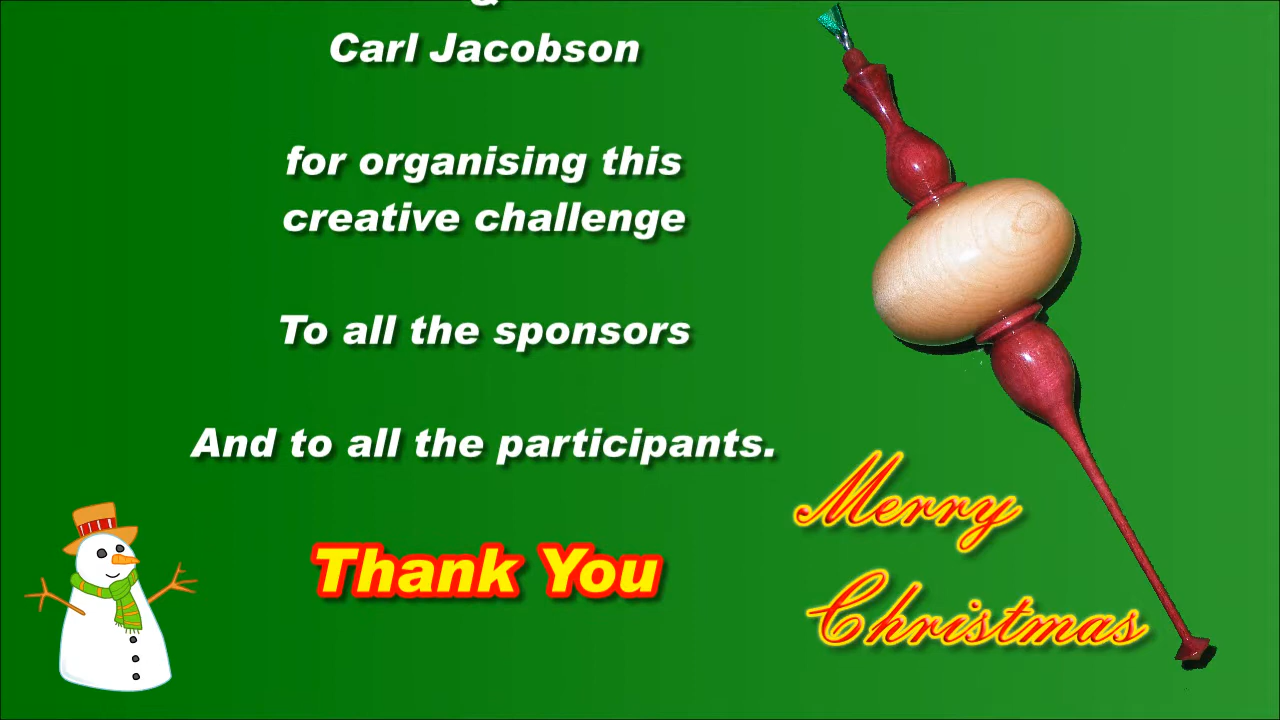 &
Carl Jacobson
for organising this
creative challenge
To all the sponsors
And to all the participants.
Thank You
Merry
Christmas